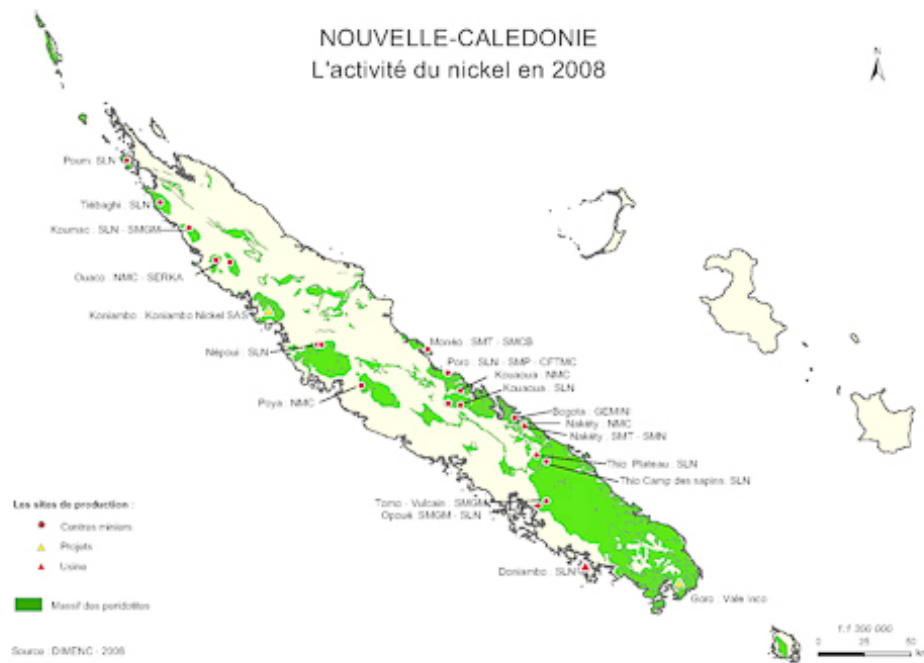 NOUVELLE-CALEDONIE
L'activité du nickel en 2008
N
Poum: SLN
Tiébaghi : SLN
Koumac : SLN - SMGM
Ouaco : NMC - SERKA
Koniambo : Koniambo Nickel SAS
Népoui : SLN
Poya : NMC
Monéo : SMT - SMCB
Poro : SLN - SMP - CFTMC
Kouaoua : NMC
Kouaoua : SLN
Bogota : GEMINI
Nakéty : NMC
Nakéty : SMT - SMN
Thio Plateau : SLN
Thio Camp des sapins : SLN
Tomo - Vulcain : SMGM
Opoué : SMGM - SLN
Doniambo : SLN
Goro : Vale Inco
Les sites de production :
Centres miniers
Projets
Usine
Massif des péridotites
Source : DIMENC - 2008
1:1 300 000
0 25 50